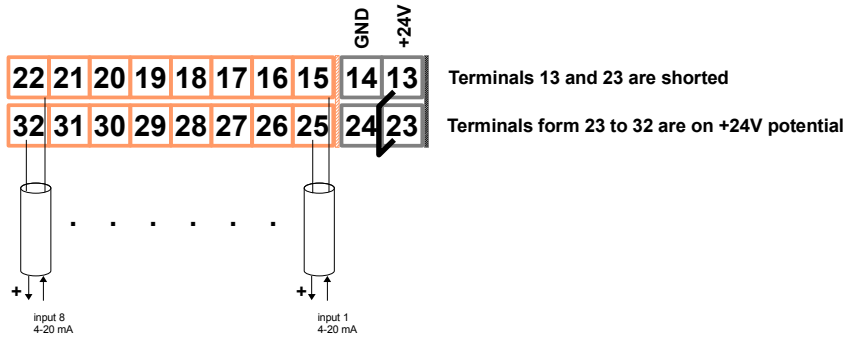 GND
+24V
22 21 20 19 18 17 16 15 14 13
Terminals 13 and 23 are shorted
32 31 30 29 28 27 26 25 24 23
Terminals form 23 to 32 are on +24V potential
. . . . . .
+ +
input 8
4-20 mA
input 1
4-20 mA